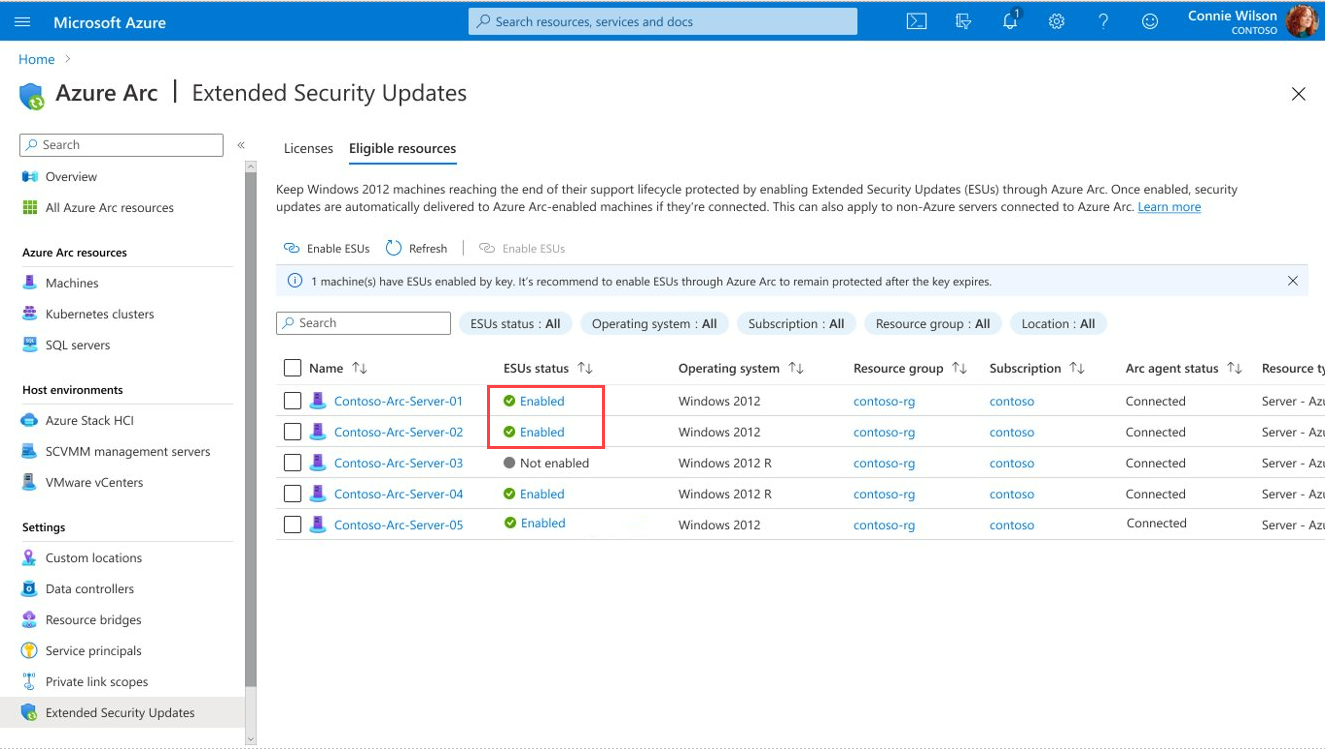 Microsoft Azure
Search resources, services and docs
1
Connie Wilson
CONTOSO
Home
Azure Arc | Extended Security Updates
Search
«
Overview
All Azure Arc resources
Azure Arc resources
Machines
Kubernetes clusters
SQL servers
Host environments
Azure Stack HCI
SCVMM management servers
VMware vCenters
Settings
Custom locations
Data controllers
Resource bridges
Service principals
Private link scopes
Extended Security Updates
Licenses Eligible resources
Keep Windows 2012 machines reaching the end of their support lifecycle protected by enabling Extended Security Updates (ESUs) through Azure Arc. Once enabled, security
updates are automatically delivered to Azure Arc-enabled machines if they're connected. This can also apply to non-Azure servers connected to Azure Arc. Learn more
Enable ESUs Refresh | Enable ESUs
1 machine(s) have ESUs enabled by key. It's recommend to enable ESUs through Azure Arc to remain protected after the key expires.
Search ESUs status : All Operating system : All Subscription : All Resource group : All Location : All
Name ESUs status Operating system Resource group Subscription Arc agent status Resource ty
Contoso-Arc-Server-01 Enabled Windows 2012 contoso-rg contoso Connected Server - Azu
Contoso-Arc-Server-02 Enabled Windows 2012 contoso-rg contoso Connected Server - Azu
Contoso-Arc-Server-03 Not enabled Windows 2012 R contoso-rg contoso Connected Server - Azu
Contoso-Arc-Server-04 Enabled Windows 2012 R contoso-rg contoso Connected Server - Azu
Contoso-Arc-Server-05 Enabled Windows 2012 contoso-rg contoso Connected Server - Azu